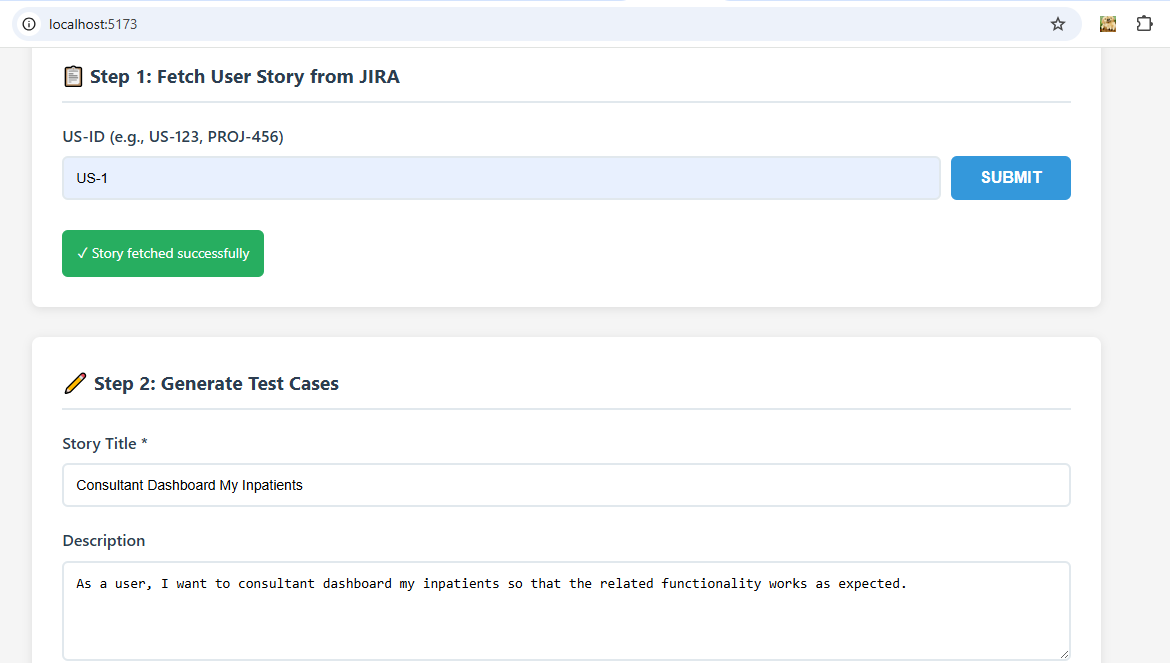 localhost:5173
Step 1: Fetch User Story from JIRA
US-ID (e.g., US-123, PROJ-456)
US-1
SUBMIT
✓ Story fetched successfully
Step 2: Generate Test Cases
Story Title *
Consultant Dashboard My Inpatients
Description
As a user, I want to consultant dashboard my inpatients so that the related functionality works as expected.